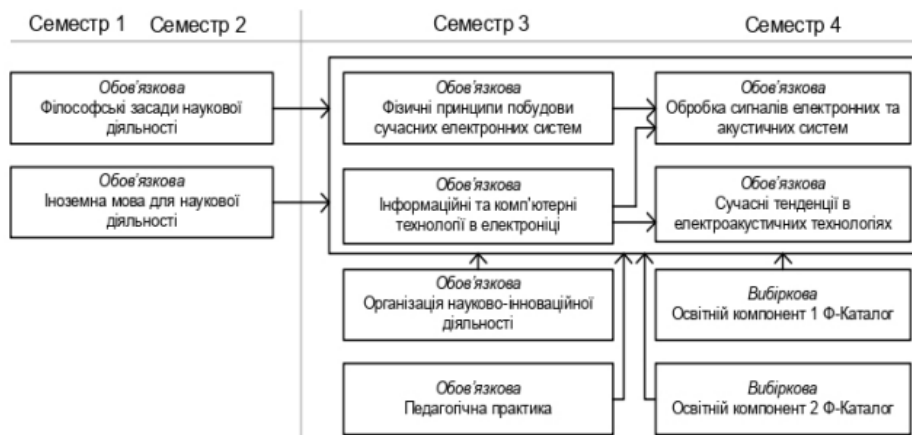 Семестр 1
Семестр 2
Семестр 3
Семестр 4
Обов'язкова
Філософські засади наукової
діяльності
Обов'язкова
Фізичні принципи побудови
сучасних електронних систем
Обов'язкова
Обробка сигналів електронних та
акустичних систем
Обов'язкова
Іноземна мова для наукової
діяльності
Обов'язкова
Інформаційні та комп'ютерні
технології в електроніці
Обов'язкова
Сучасні тенденції в
електроакустичних технологіях
Обов'язкова
Організація науково-інноваційної
діяльності
Вибіркова
Освітній компонент 1 Ф-Каталог
Обов'язкова
Педагогічна практика
Вибіркова
Освітній компонент 2 Ф-Каталог